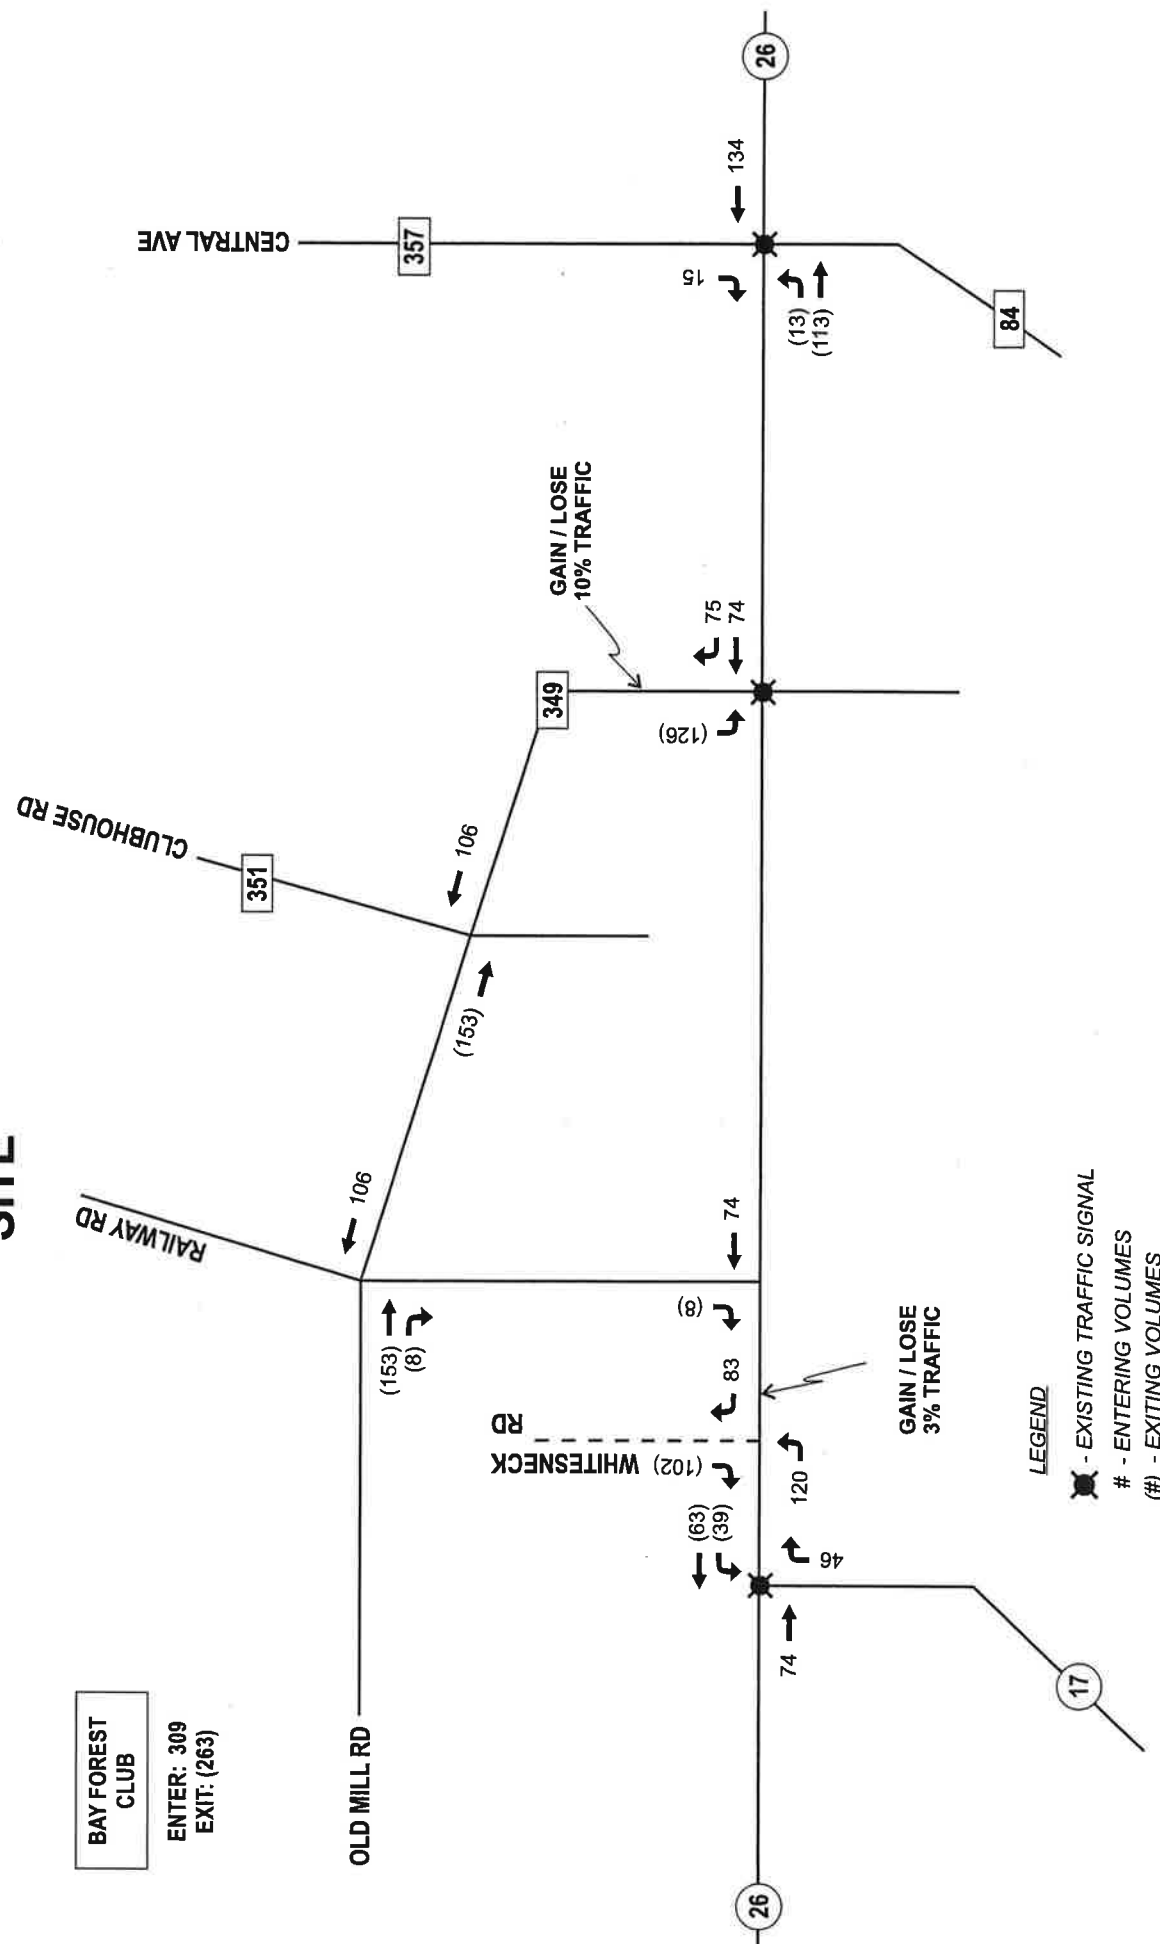 SITE
BAY FOREST
CLUB
ENTER: 309
EXIT: (263)
OLD MILL RD
RAILWAY RD
CLUBHOUSE RD
351
CENTRAL AVE
357
106
(153)
(8)
106
(153)
349
GAIN / LOSE
10% TRAFFIC
WHITESNECK
RD
(63)
(39)
(102)
83
(8)
74
(126)
75
74
15
134
26
74
46
120
(13)
(113)
26
17
84
GAIN / LOSE
3% TRAFFIC
LEGEND
- EXISTING TRAFFIC SIGNAL
# - ENTERING VOLUMES
(#) - EXITING VOLUMES